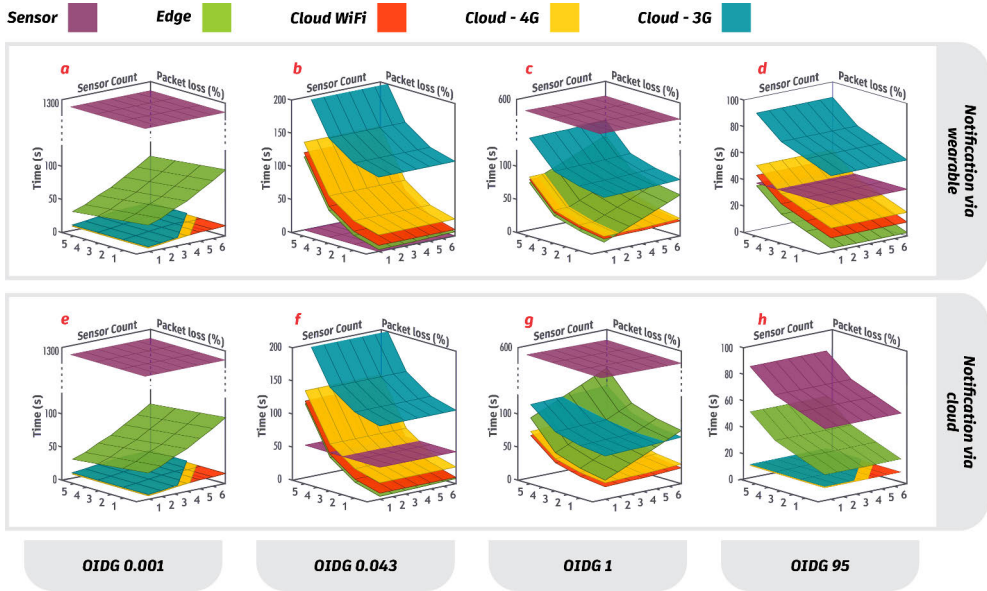 Sensor Edge Cloud WiFi Cloud - 4G Cloud - 3G
a b c d
Sensor Count Packet loss (%) Sensor Count Packet loss (%) Sensor Count Packet loss (%) Sensor Count Packet loss (%)
Time (s) Time (s) Time (s) Time (s)
1300 100 50 0
200 150 100 50 0
600 100 50 0
100 80 60 40 20 0
5 4 3 2 1 1 2 3 4 5 6
5 4 3 2 1 1 2 3 4 5 6
5 4 3 2 1 1 2 3 4 5 6
5 4 3 2 1 1 2 3 4 5 6
Notification via
wearable
e f g h
Sensor Count Packet loss (%) Sensor Count Packet loss (%) Sensor Count Packet loss (%) Sensor Count Packet loss (%)
Time (s) Time (s) Time (s) Time (s)
1300 100 50 0
200 150 100 50 0
600 100 50 0
100 80 60 40 20 0
5 4 3 2 1 1 2 3 4 5 6
5 4 3 2 1 1 2 3 4 5 6
5 4 3 2 1 1 2 3 4 5 6
5 4 3 2 1 1 2 3 4 5 6
Notification via
cloud
OIDG 0.001 OIDG 0.043 OIDG 1 OIDG 95